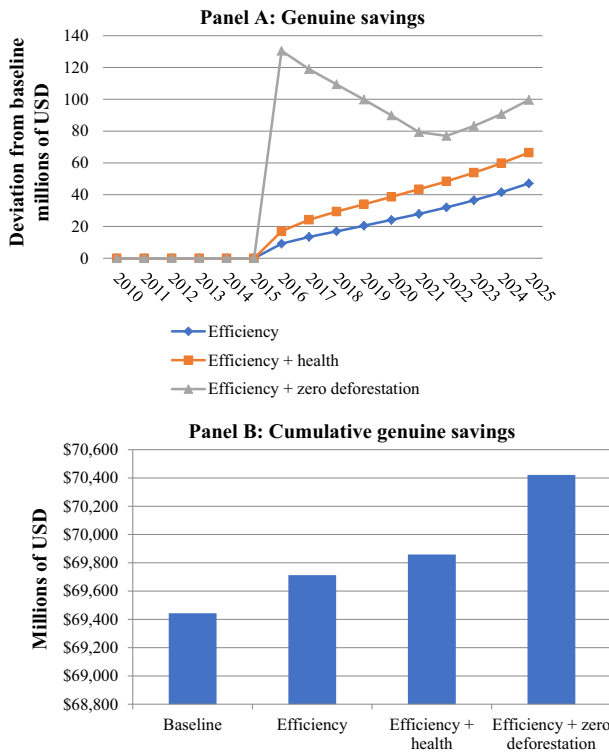 Panel A: Genuine savings
Deviation from baseline
millions of USD
140
120
100
80
60
40
20
0
2010
2011
2012
2013
2014
2015
2016
2017
2018
2019
2020
2021
2022
2023
2024
2025
Efficiency
Efficiency + health
Efficiency + zero deforestation
Panel B: Cumulative genuine savings
Millions of USD
$70,600
$70,400
$70,200
$70,000
$69,800
$69,600
$69,400
$69,200
$69,000
$68,800
Baseline
Efficiency
Efficiency +
health
Efficiency + zero
deforestation